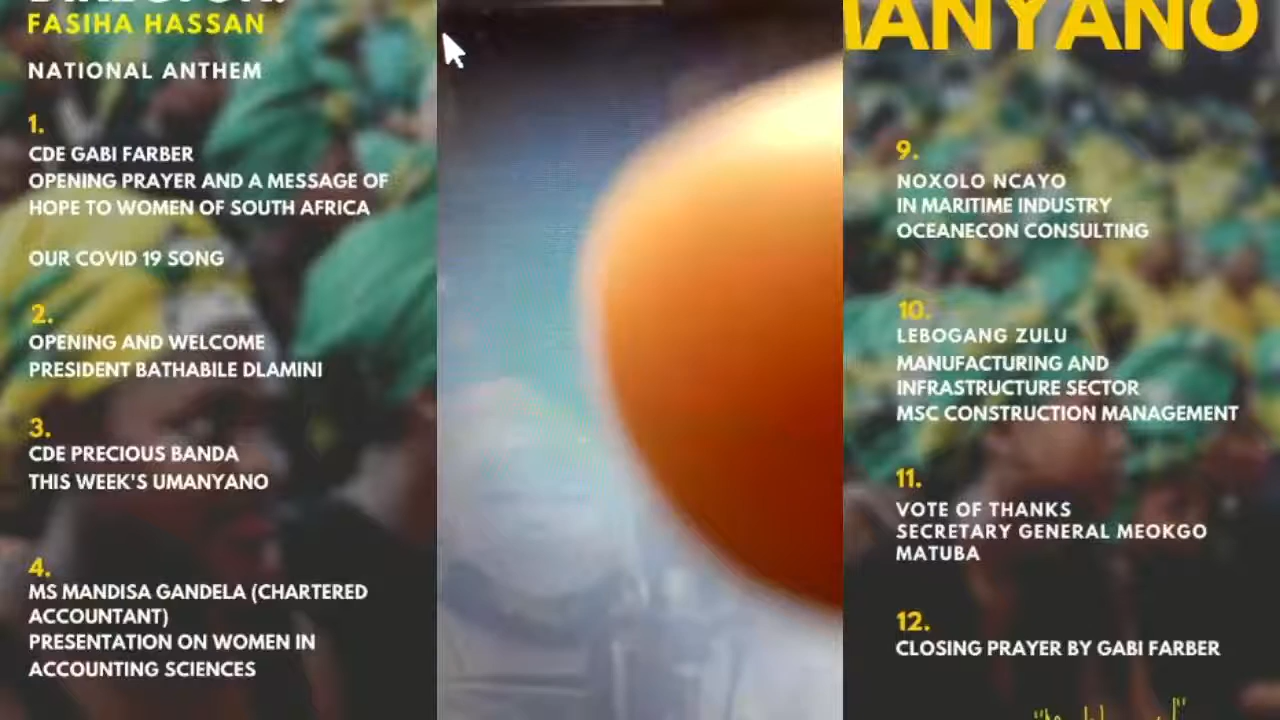 DIRECTOR:
FASIHA HASSAN
NATIONAL ANTHEM
1.
CDE GABI FARBER
OPENING PRAYER AND A MESSAGE OF
HOPE TO WOMEN OF SOUTH AFRICA
OUR COVID 19 SONG
2.
OPENING AND WELCOME
PRESIDENT BATHABILE DLAMINI
3.
CDE PRECIOUS BANDA
THIS WEEK'S UMANYANO
4.
MS MANDISA GANDELA (CHARTERED
ACCOUNTANT)
PRESENTATION ON WOMEN IN
ACCOUNTING SCIENCES
MANYANO
9.
NOXOLO NCAYO
IN MARITIME INDUSTRY
OCEANECON CONSULTING
10.
LEBOGANG ZULU
MANUFACTURING AND
INFRASTRUCTURE SECTOR
MSC CONSTRUCTION MANAGEMENT
11.
VOTE OF THANKS
SECRETARY GENERAL MEOKGO
MATUBA
12.
CLOSING PRAYER BY GABI FARBER